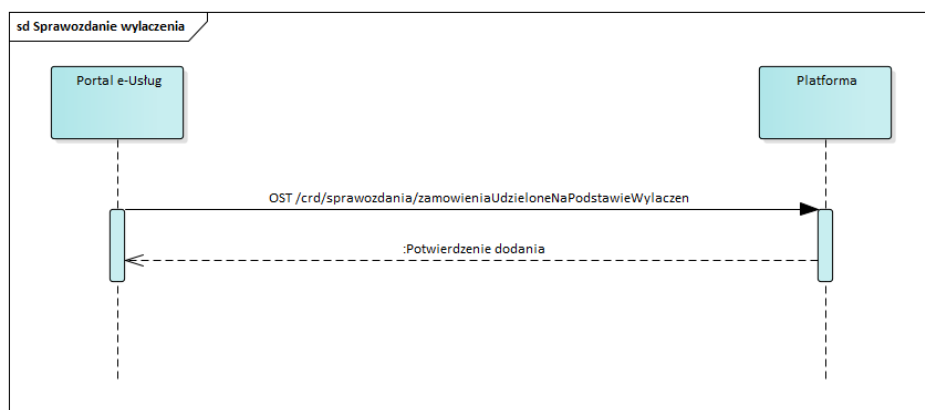 sd Sprawozdanie wylaczenia
Portal e-Usług
Platforma
OST /crd/sprawozdania/zamowieniaUdzieloneNaPodstawieWylaczen
:Potwierdzenie dodania